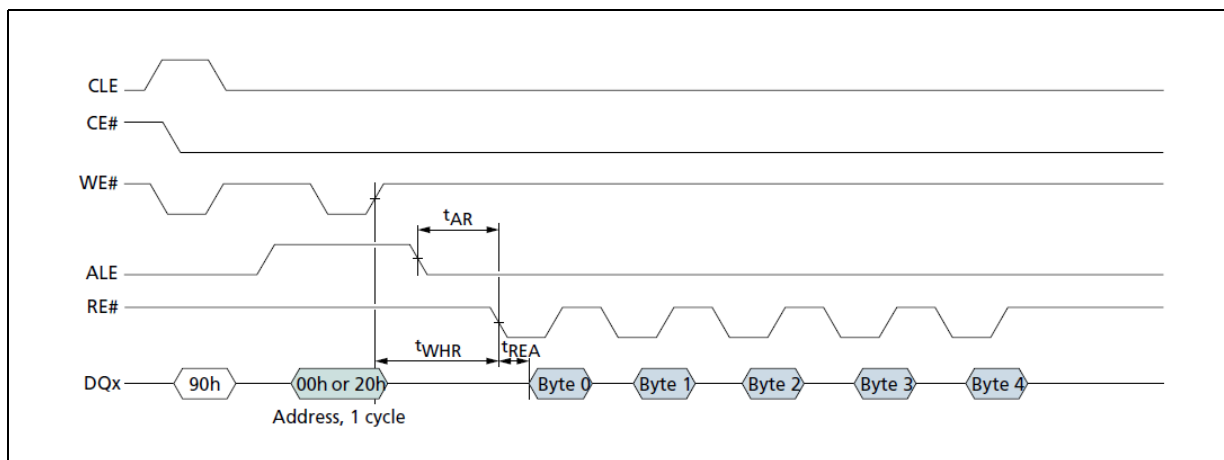 CLE
CE#
WE#
tAR
ALE
RE#
tWHR tREA
DQx 90h 00h or 20h Byte 0 Byte 1 Byte 2 Byte 3 Byte 4
Address, 1 cycle